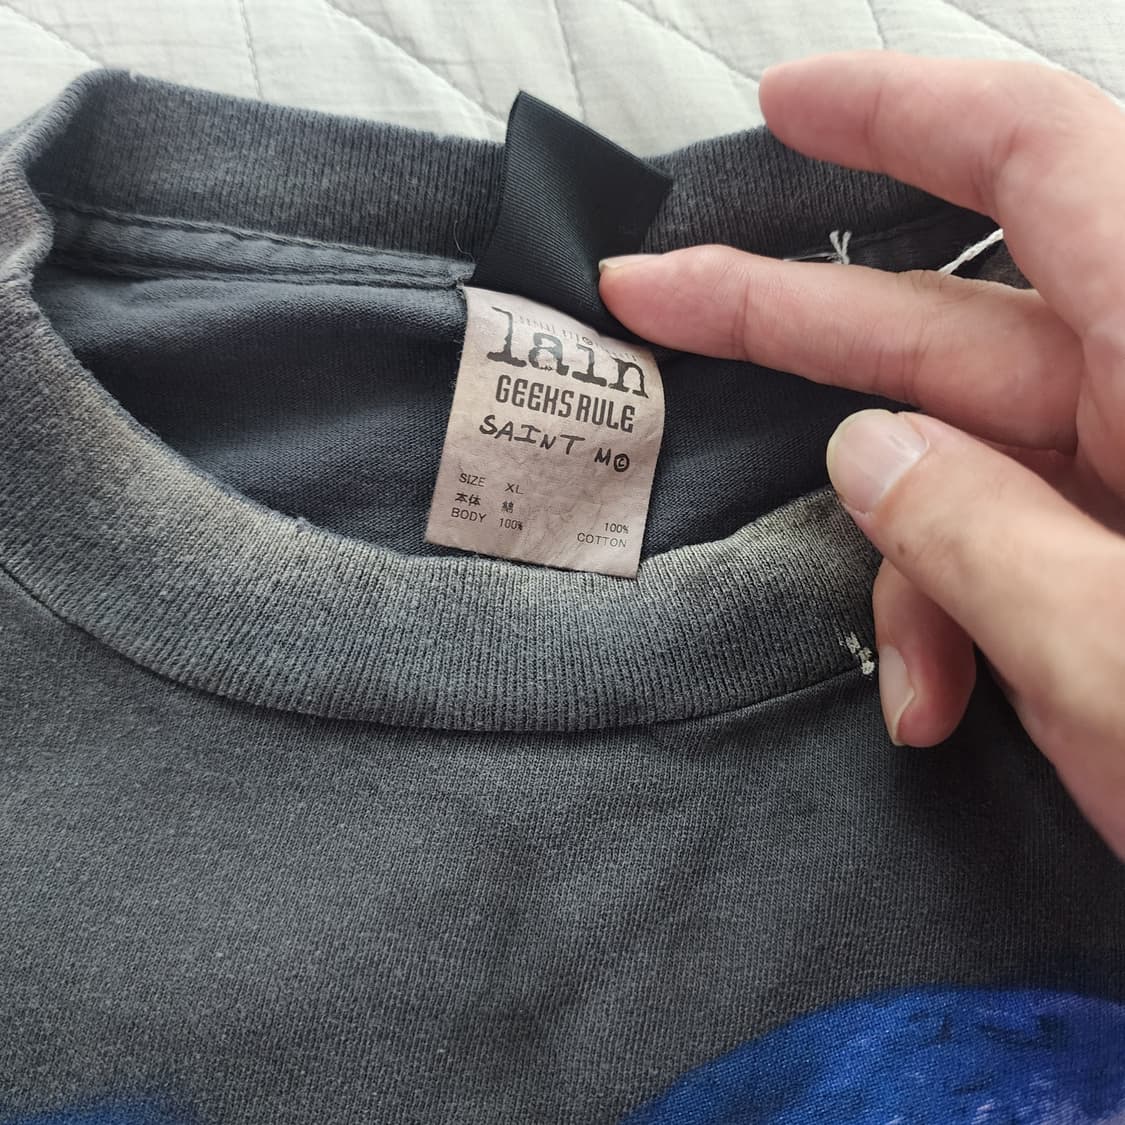 lain
GEEKS RULE
SAINT M©
SIZE XL
本体 綿
BODY 100%
100%
COTTON